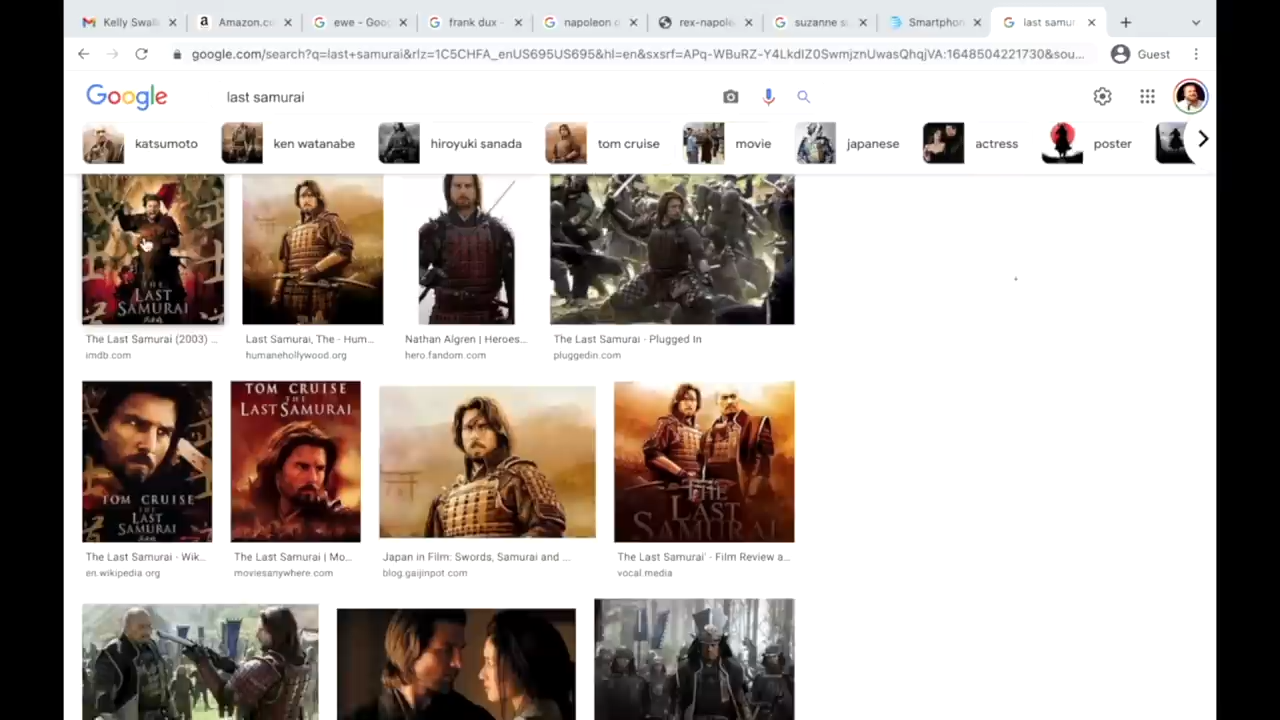 Kelly Swal
Amazon.co
ewe - Goo
frank dux -
napoleon d
rex-napole
suzanne s
Smartphon
last samur
google.com/search?q=last+samurai&rlz=1C5CHFA_enUS695US695&hl=en&sxsrf=APq-WBuRZ-Y4LkdIZ0SwmjznUwasQhqjVA:1648504221730&sou...
Guest
Google
last samurai
katsumoto
ken watanabe
hiroyuki sanada
tom cruise
movie
japanese
actress
poster
THE
LAST
SAMURAI
The Last Samurai (2003) ...
imdb.com
Last Samurai, The - Hum...
humanehollywood.org
Nathan Algren | Heroes...
hero.fandom.com
The Last Samurai - Plugged In
pluggedin.com
TOM CRUISE
THE
LAST
SAMURAI
The Last Samurai - Wik...
en.wikipedia.org
TOM CRUISE
THE
LAST SAMURAI
The Last Samurai | Mo...
moviesanywhere.com
Japan in Film: Swords, Samurai and ...
blog.gaijinpot.com
THE
LAST
SAMURAI
The Last Samurai' - Film Review a...
vocal.media